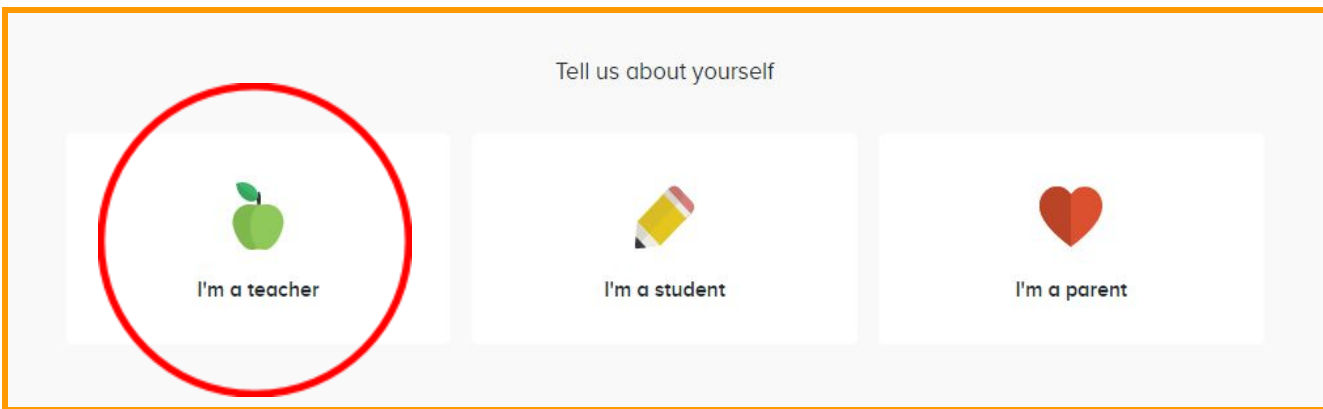 Tell us about yourself
I'm a teacher
I'm a student
I'm a parent